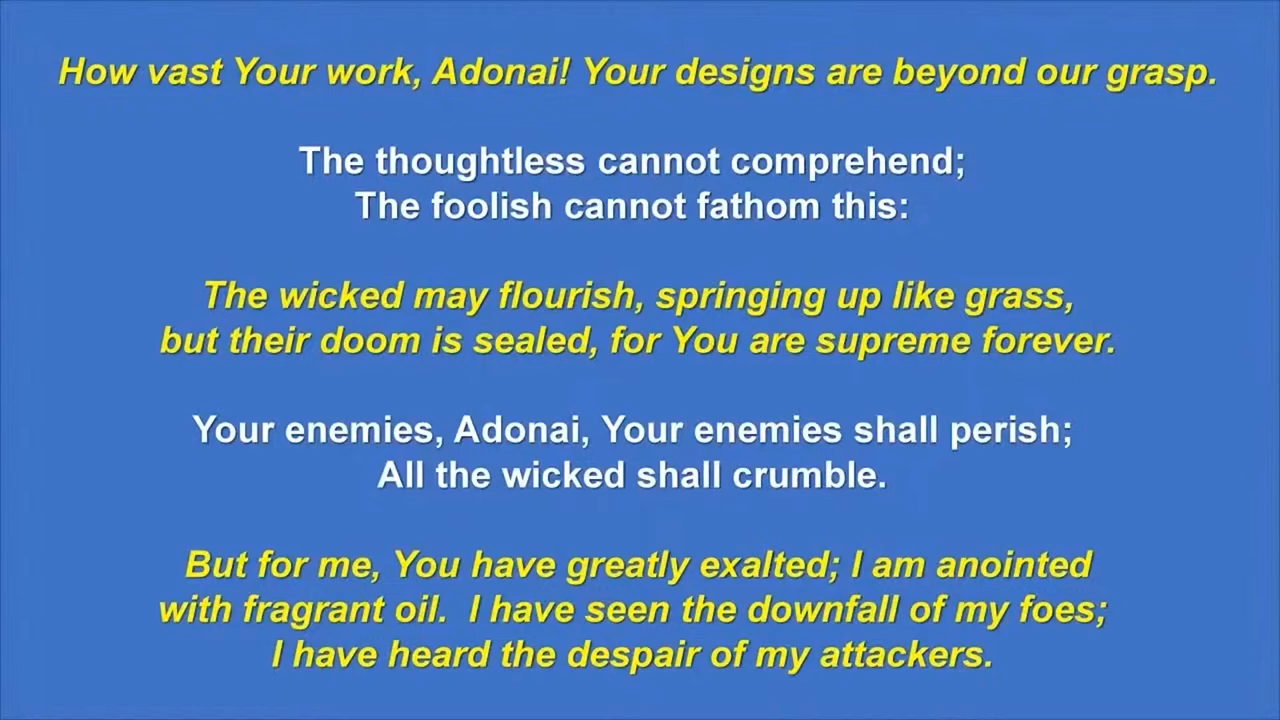 How vast Your work, Adonai! Your designs are beyond our grasp.
The thoughtless cannot comprehend;
The foolish cannot fathom this:
The wicked may flourish, springing up like grass,
but their doom is sealed, for You are supreme forever.
Your enemies, Adonai, Your enemies shall perish;
All the wicked shall crumble.
But for me, You have greatly exalted; I am anointed
with fragrant oil.  I have seen the downfall of my foes;
I have heard the despair of my attackers.